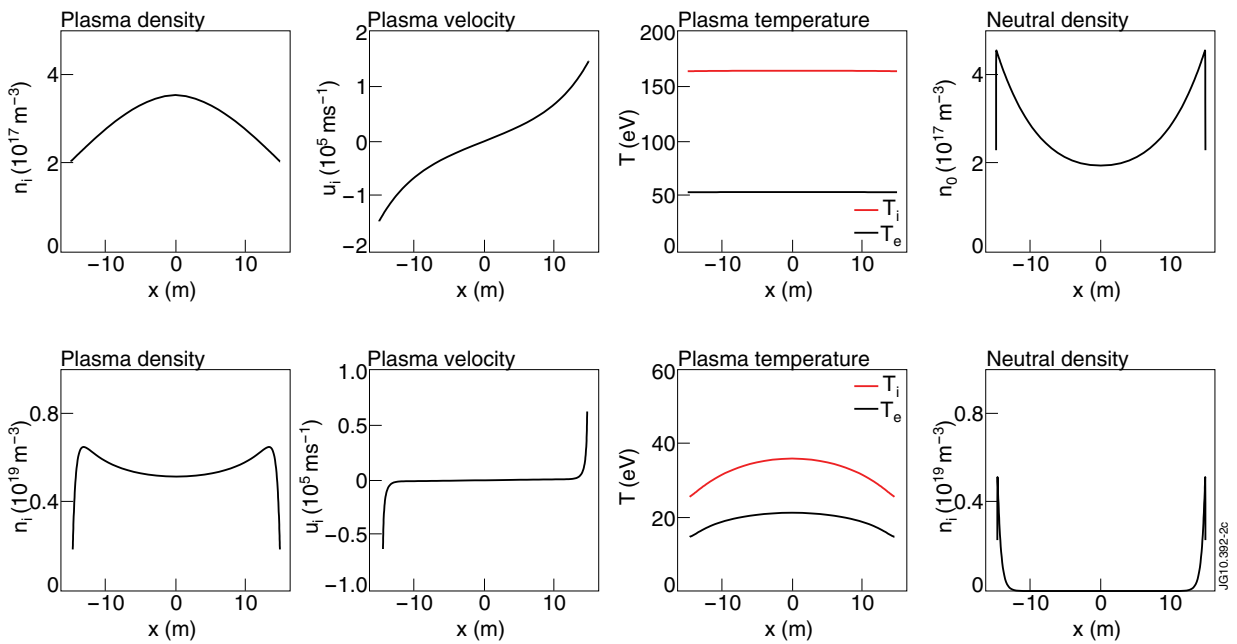 Plasma density
4
2
0
−10 0 10
x (m)
n_i (10^17 m^−3)
Plasma velocity
2
1
0
−1
−2
−10 0 10
x (m)
u_i (10^5 ms^−1)
Plasma temperature
200
150
100
50
0
−10 0 10
x (m)
T (eV)
T_i
T_e
Neutral density
4
2
0
−10 0 10
x (m)
n_0 (10^17 m^−3)
Plasma density
0.8
0.4
0
−10 0 10
x (m)
n_i (10^19 m^−3)
Plasma velocity
1.0
0.5
0
−0.5
−1.0
−10 0 10
x (m)
u_i (10^5 ms^−1)
Plasma temperature
60
40
20
0
−10 0 10
x (m)
T (eV)
T_i
T_e
Neutral density
0.8
0.4
0
−10 0 10
x (m)
n_i (10^19 m^−3)
JG10.392-2c